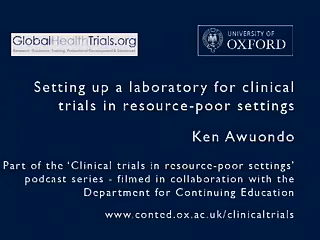 GlobalHealthTrials.org
UNIVERSITY OF
OXFORD
Setting up a laboratory for clinical
trials in resource-poor settings
Ken Awuondo
Part of the 'Clinical trials in resource-poor settings'
podcast series - filmed in collaboration with the
Department for Continuing Education
www.conted.ox.ac.uk/clinicaltrials